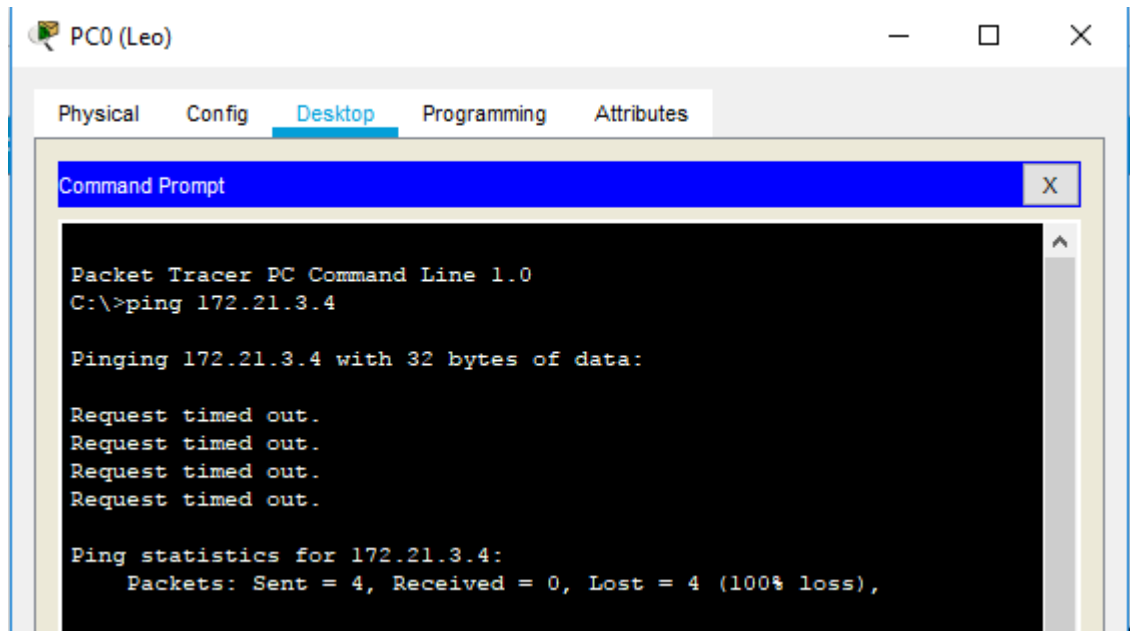 PC0 (Leo)
Physical Config Desktop Programming Attributes
Command Prompt X
Packet Tracer PC Command Line 1.0
C:\>ping 172.21.3.4
Pinging 172.21.3.4 with 32 bytes of data:
Request timed out.
Request timed out.
Request timed out.
Request timed out.
Ping statistics for 172.21.3.4:
Packets: Sent = 4, Received = 0, Lost = 4 (100% loss),